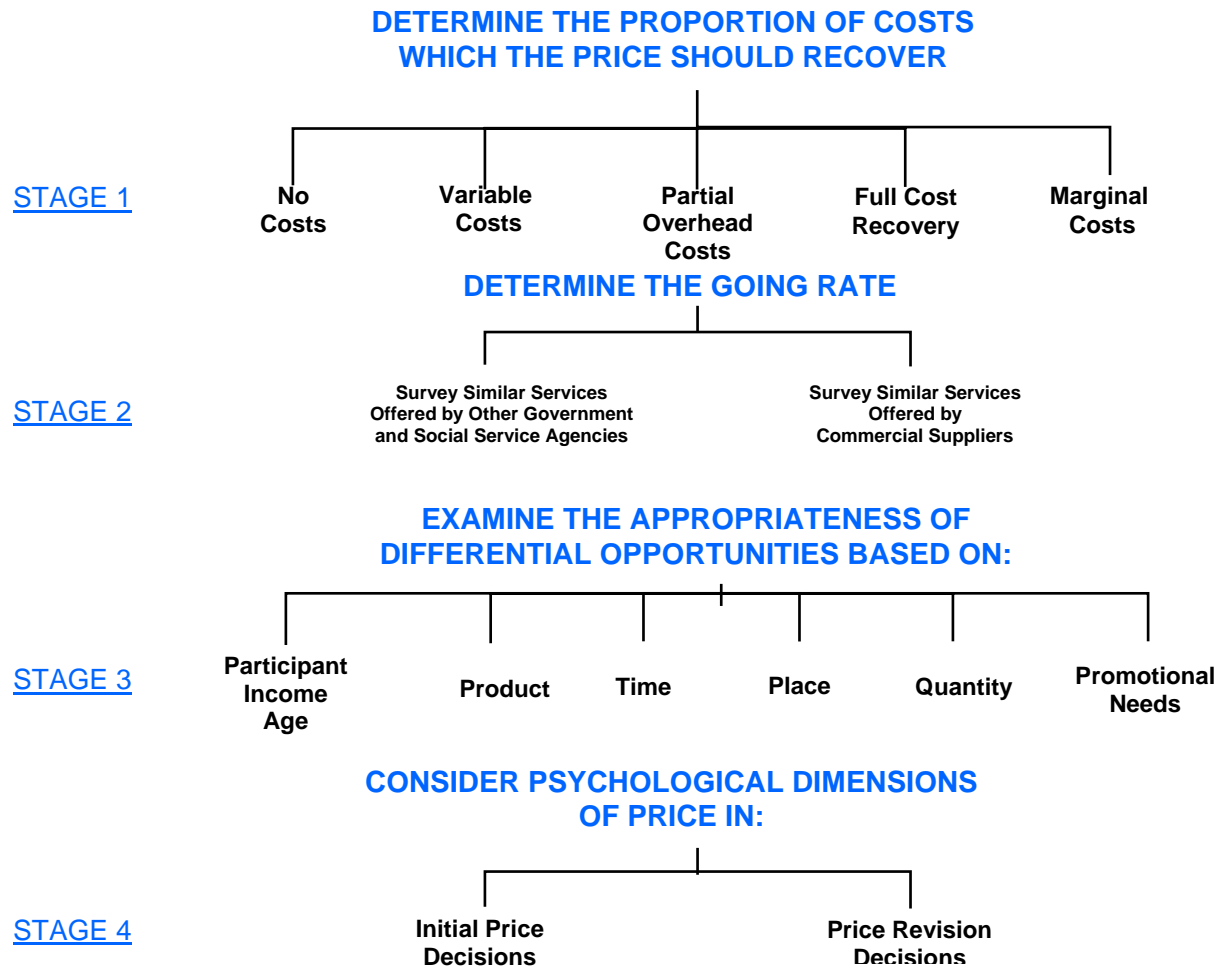 DETERMINE THE PROPORTION OF COSTS
WHICH THE PRICE SHOULD RECOVER
STAGE 1
No
Costs
Variable
Costs
Partial
Overhead
Costs
Full Cost
Recovery
Marginal
Costs
DETERMINE THE GOING RATE
STAGE 2
Survey Similar Services
Offered by Other Government
and Social Service Agencies
Survey Similar Services
Offered by
Commercial Suppliers
EXAMINE THE APPROPRIATENESS OF
DIFFERENTIAL OPPORTUNITIES BASED ON:
STAGE 3
Participant
Income
Age
Product
Time
Place
Quantity
Promotional
Needs
CONSIDER PSYCHOLOGICAL DIMENSIONS
OF PRICE IN:
STAGE 4
Initial Price
Decisions
Price Revision
Decisions